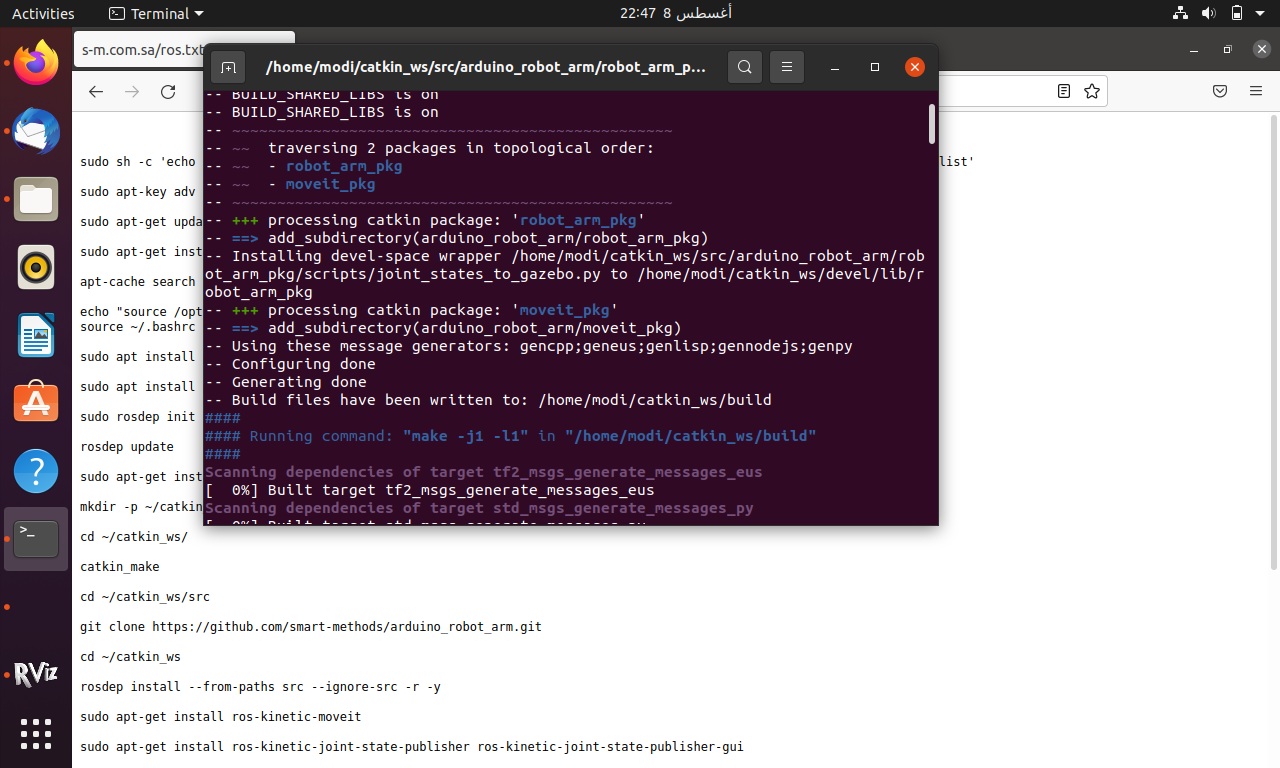 Activities
Terminal
22:47 8 أغسطس
s-m.com.sa/ros.txt
/home/modi/catkin_ws/src/arduino_robot_arm/robot_arm_p...
-- BUILD_SHARED_LIBS is on
-- BUILD_SHARED_LIBS is on
-- ~~~~~~~~~~~~~~~~~~~~~~~~~~~~~~~~~~~~~~~~~~~~~~~~~
-- ~~  traversing 2 packages in topological order:
-- ~~  - robot_arm_pkg
-- ~~  - moveit_pkg
-- ~~~~~~~~~~~~~~~~~~~~~~~~~~~~~~~~~~~~~~~~~~~~~~~~~
-- +++ processing catkin package: 'robot_arm_pkg'
-- ==> add_subdirectory(arduino_robot_arm/robot_arm_pkg)
-- Installing devel-space wrapper /home/modi/catkin_ws/src/arduino_robot_arm/rob
ot_arm_pkg/scripts/joint_states_to_gazebo.py to /home/modi/catkin_ws/devel/lib/r
obot_arm_pkg
-- +++ processing catkin package: 'moveit_pkg'
-- ==> add_subdirectory(arduino_robot_arm/moveit_pkg)
-- Using these message generators: gencpp;geneus;genlisp;gennodejs;genpy
-- Configuring done
-- Generating done
-- Build files have been written to: /home/modi/catkin_ws/build
####
#### Running command: "make -j1 -l1" in "/home/modi/catkin_ws/build"
####
Scanning dependencies of target tf2_msgs_generate_messages_eus
[  0%] Built target tf2_msgs_generate_messages_eus
Scanning dependencies of target std_msgs_generate_messages_py
sudo sh -c 'echo list'
sudo apt-key adv
sudo apt-get upda
sudo apt-get inst
apt-cache search
echo "source /opt
source ~/.bashrc
sudo apt install
sudo apt install
sudo rosdep init
rosdep update
sudo apt-get inst
mkdir -p ~/catkin
cd ~/catkin_ws/
catkin_make
cd ~/catkin_ws/src
git clone https://github.com/smart-methods/arduino_robot_arm.git
cd ~/catkin_ws
rosdep install --from-paths src --ignore-src -r -y
sudo apt-get install ros-kinetic-moveit
sudo apt-get install ros-kinetic-joint-state-publisher ros-kinetic-joint-state-publisher-gui
RViz